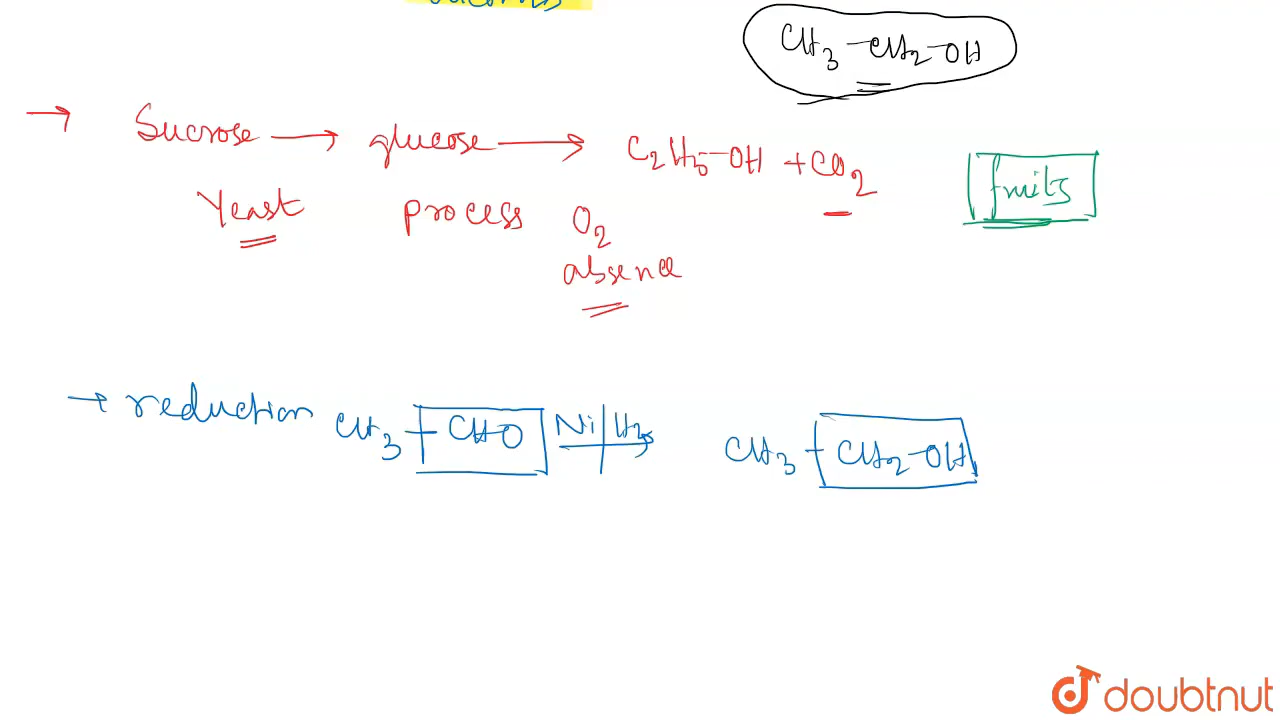 CH3-CH2-OH
→ Sucrose → glucose → C2H5-OH + CO2
fruits
Yeast process O2
absence
→ reduction CH3-CHO Ni/H2 → CH3-CH2-OH
doubtnut